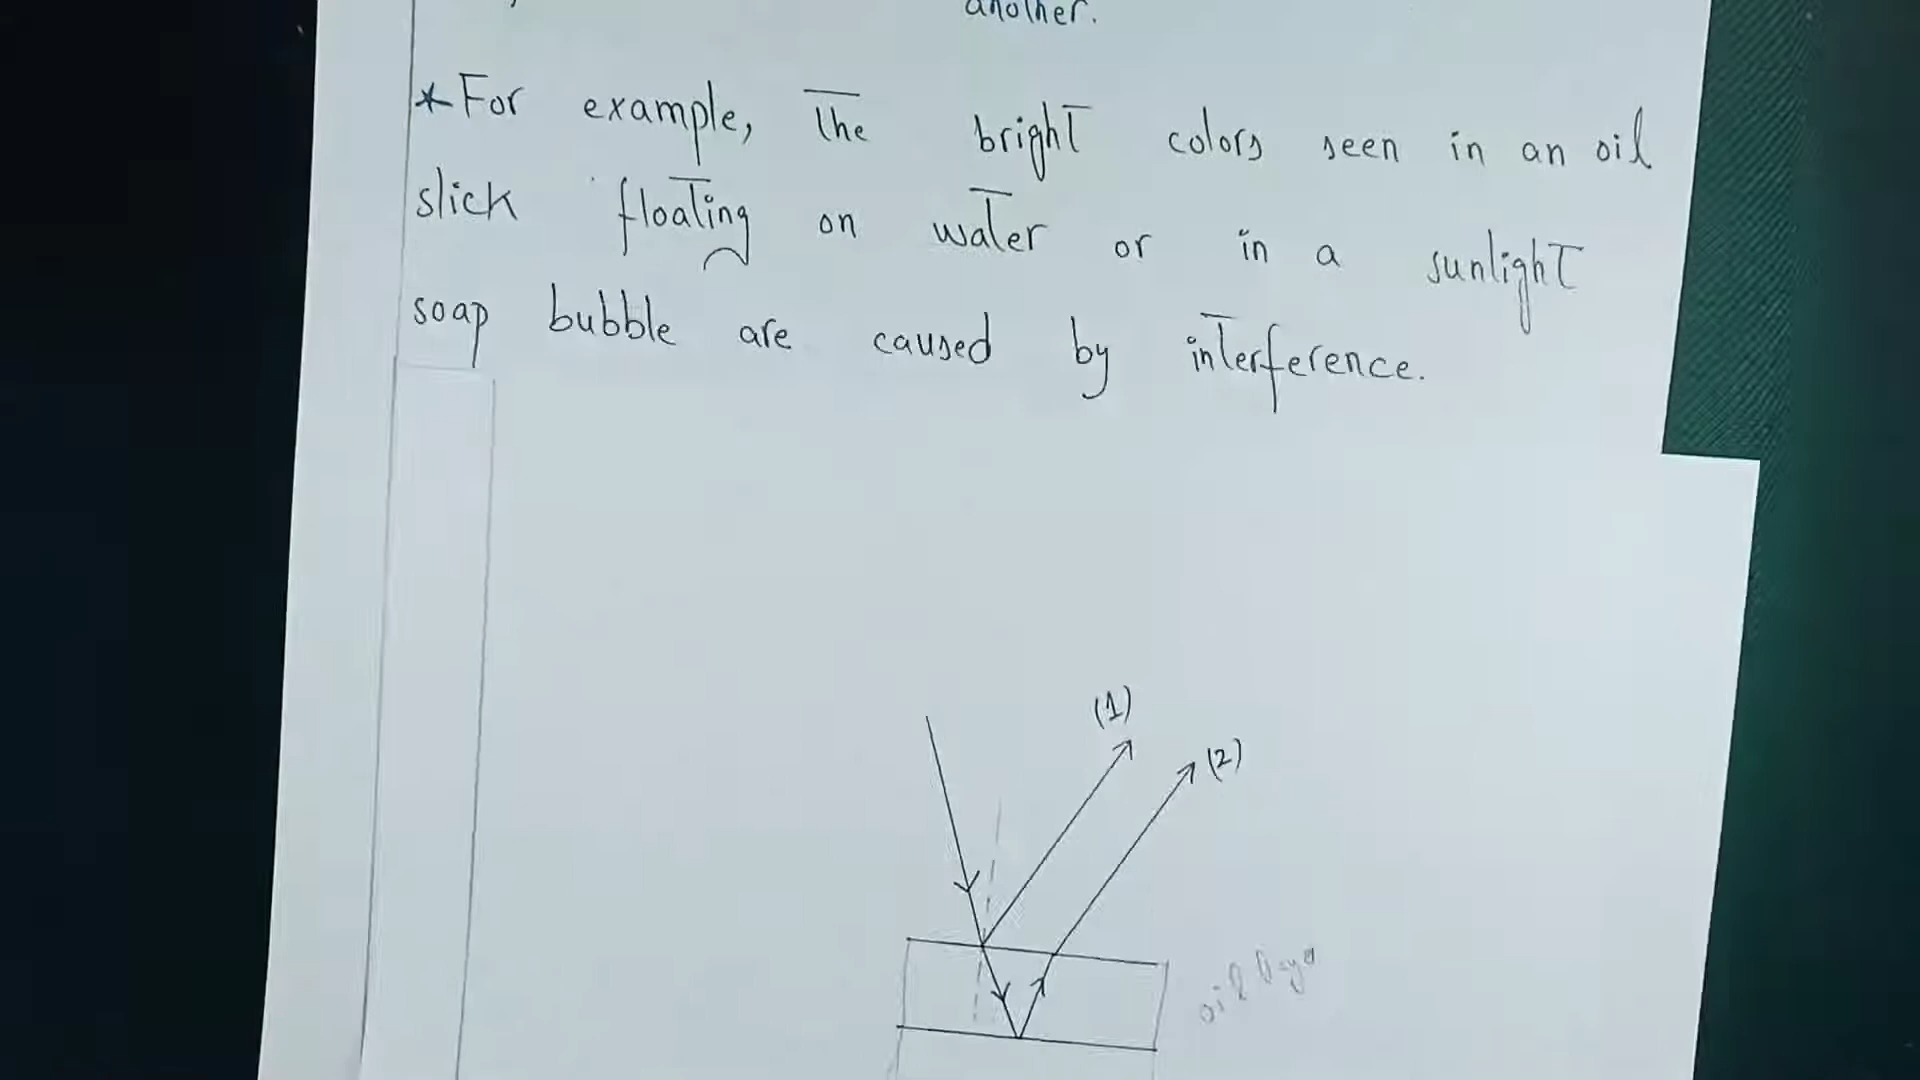 another.
*For example, the bright colors seen in an oil
slick floating on water or in a sunlight
soap bubble are caused by interference.
(1)
(2)
oil